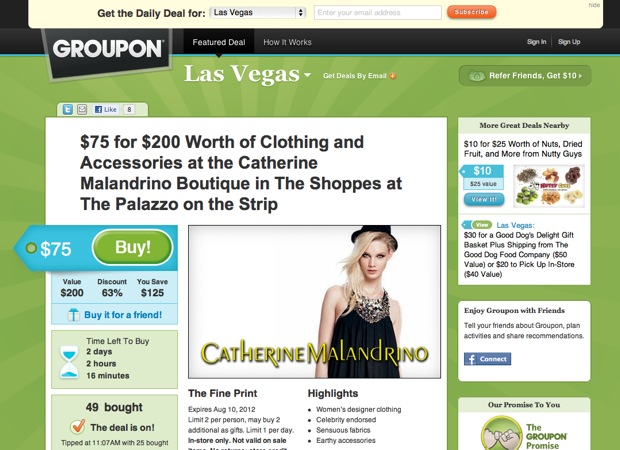 Get the Daily Deal for: Las Vegas Enter your email address Subscribe hide
GROUPON
Featured Deal How It Works Sign In Sign Up
Las Vegas Get Deals By Email
Refer Friends, Get $10
Like 8
$75 for $200 Worth of Clothing and
Accessories at the Catherine
Malandrino Boutique in The Shoppes at
The Palazzo on the Strip
$75 Buy!
Value Discount You Save
$200 63% $125
Buy it for a friend!
Time Left To Buy
2 days
2 hours
16 minutes
49 bought
The deal is on!
Tipped at 11:07AM with 25 bought
CATHERINE MALANDRINO
The Fine Print
Expires Aug 10, 2012
Limit 2 per person, may buy 2
additional as gifts. Limit 1 per day.
In-store only. Not valid on sale
Highlights
Women's designer clothing
Celebrity endorsed
Sensuous fabrics
Earthy accessories
More Great Deals Nearby
$10 for $25 Worth of Nuts, Dried
Fruit, and More from Nutty Guys
$10
$25 value
View It!
View Las Vegas:
$30 for a Good Dog's Delight Gift
Basket Plus Shipping from The
Good Dog Food Company ($50
Value) or $20 to Pick Up In-Store
($40 Value)
Enjoy Groupon with Friends
Tell your friends about Groupon, plan
activities and share recommendations.
Connect
Our Promise To You
The
GROUPON
Promise